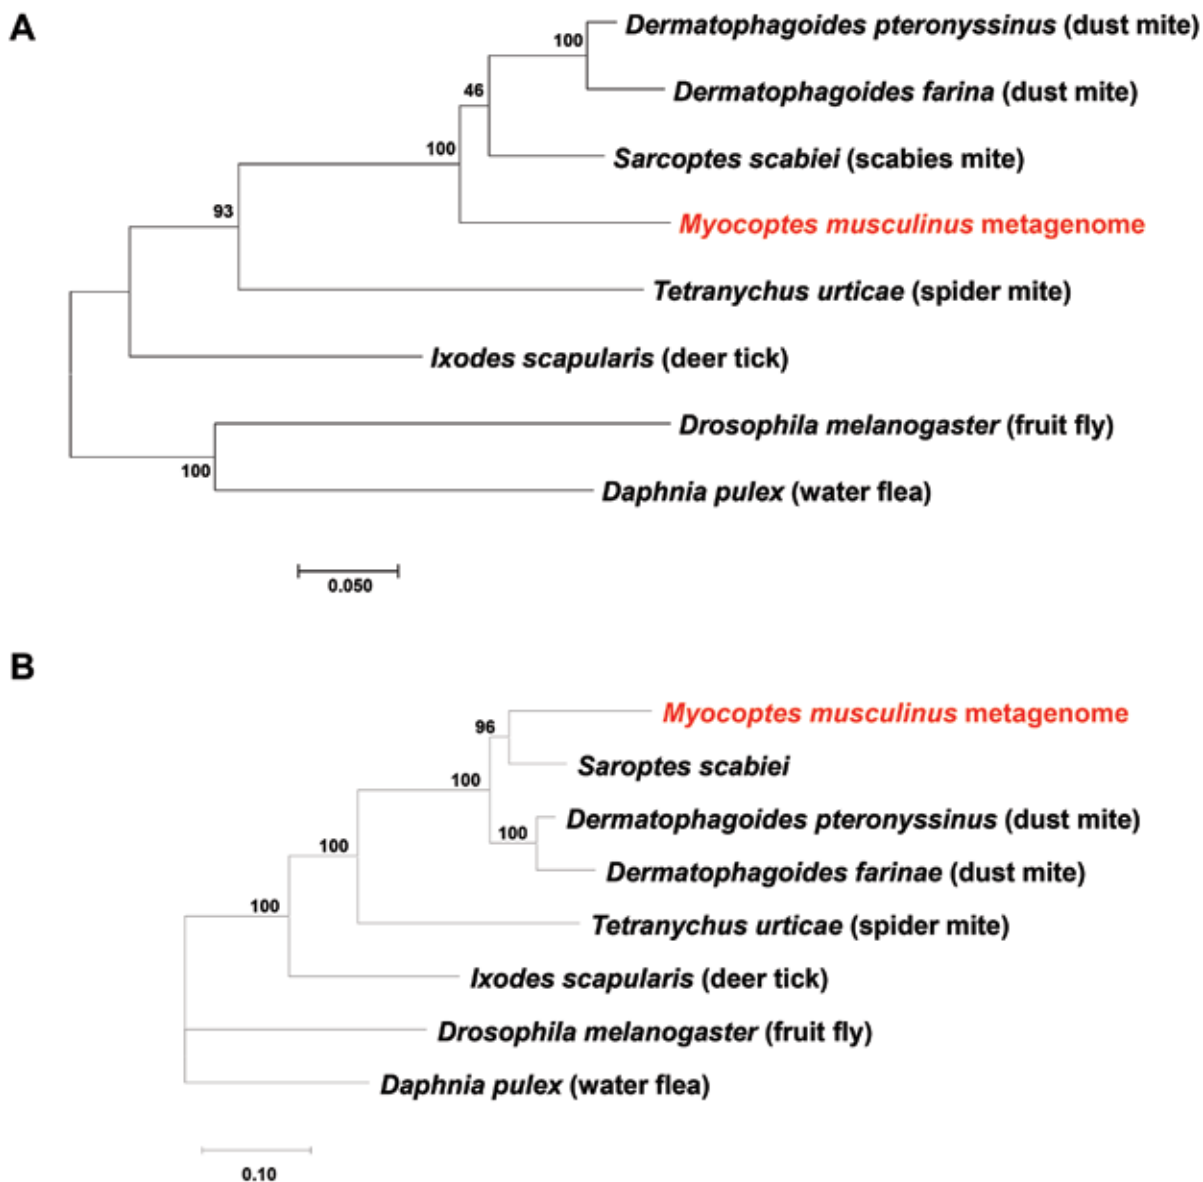 A
Dermatophagoides pteronyssinus (dust mite)
100
Dermatophagoides farina (dust mite)
46
100
Sarcoptes scabiei (scabies mite)
93
Myocoptes musculinus metagenome
Tetranychus urticae (spider mite)
Ixodes scapularis (deer tick)
Drosophila melanogaster (fruit fly)
100
Daphnia pulex (water flea)
0.050
B
Myocoptes musculinus metagenome
96
Saroptes scabiei
100
Dermatophagoides pteronyssinus (dust mite)
100
100
Dermatophagoides farinae (dust mite)
100
Tetranychus urticae (spider mite)
Ixodes scapularis (deer tick)
Drosophila melanogaster (fruit fly)
Daphnia pulex (water flea)
0.10